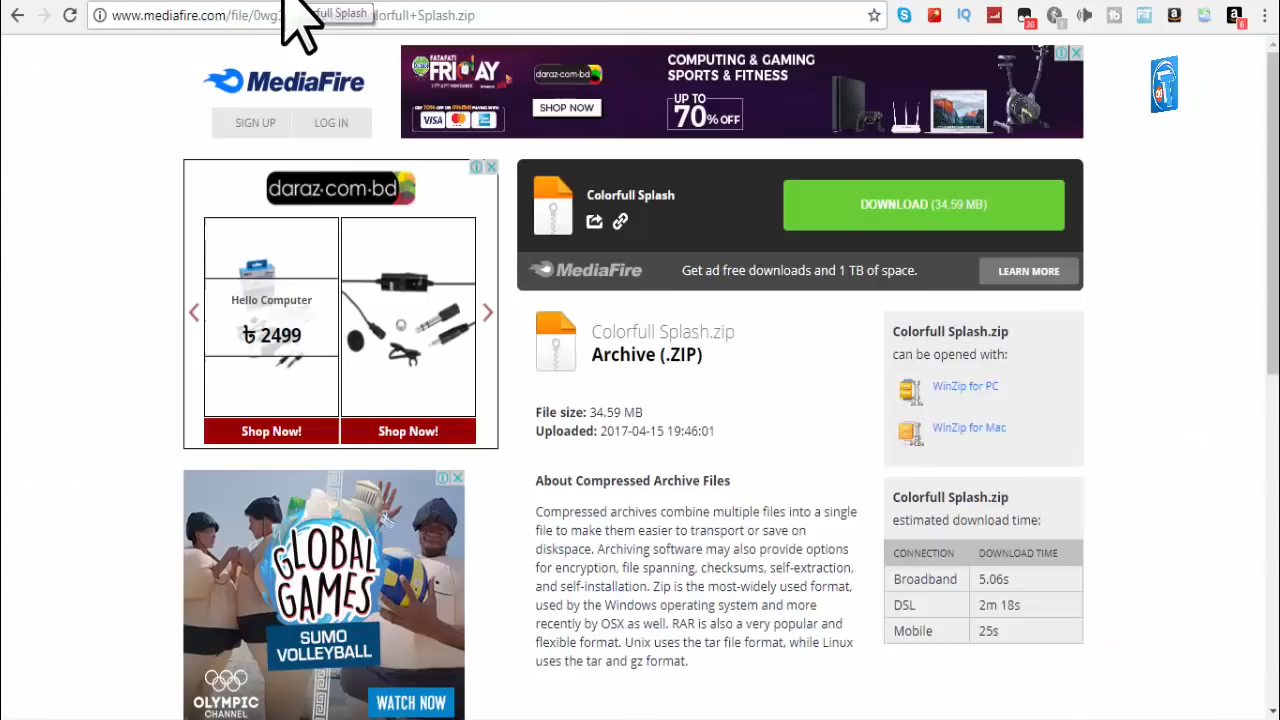 www.mediafire.com/file/
full Splash
lorfull+Splash.zip
20
6
MediaFire
SIGN UP
LOG IN
FATAFATI
FRIDAY
daraz·com·bd
SHOP NOW
VISA
COMPUTING & GAMING
SPORTS & FITNESS
UP TO
70% OFF
daraz·com·bd
Hello Computer
৳ 2499
Shop Now!
Shop Now!
Colorfull Splash
DOWNLOAD (34.59 MB)
MediaFire
Get ad free downloads and 1 TB of space.
LEARN MORE
Colorfull Splash.zip
Archive (.ZIP)
File size: 34.59 MB
Uploaded: 2017-04-15 19:46:01
About Compressed Archive Files
Compressed archives combine multiple files into a single
file to make them easier to transport or save on
diskspace. Archiving software may also provide options
for encryption, file spanning, checksums, self-extraction,
and self-installation. Zip is the most-widely used format,
used by the Windows operating system and more
recently by OSX as well. RAR is also a very popular and
flexible format. Unix uses the tar file format, while Linux
uses the tar and gz format.
Colorfull Splash.zip
can be opened with:
WinZip for PC
WinZip for Mac
Colorfull Splash.zip
estimated download time:
CONNECTION DOWNLOAD TIME
Broadband 5.06s
DSL 2m 18s
Mobile 25s
GLOBAL
GAMES
SUMO
VOLLEYBALL
OLYMPIC
CHANNEL
WATCH NOW